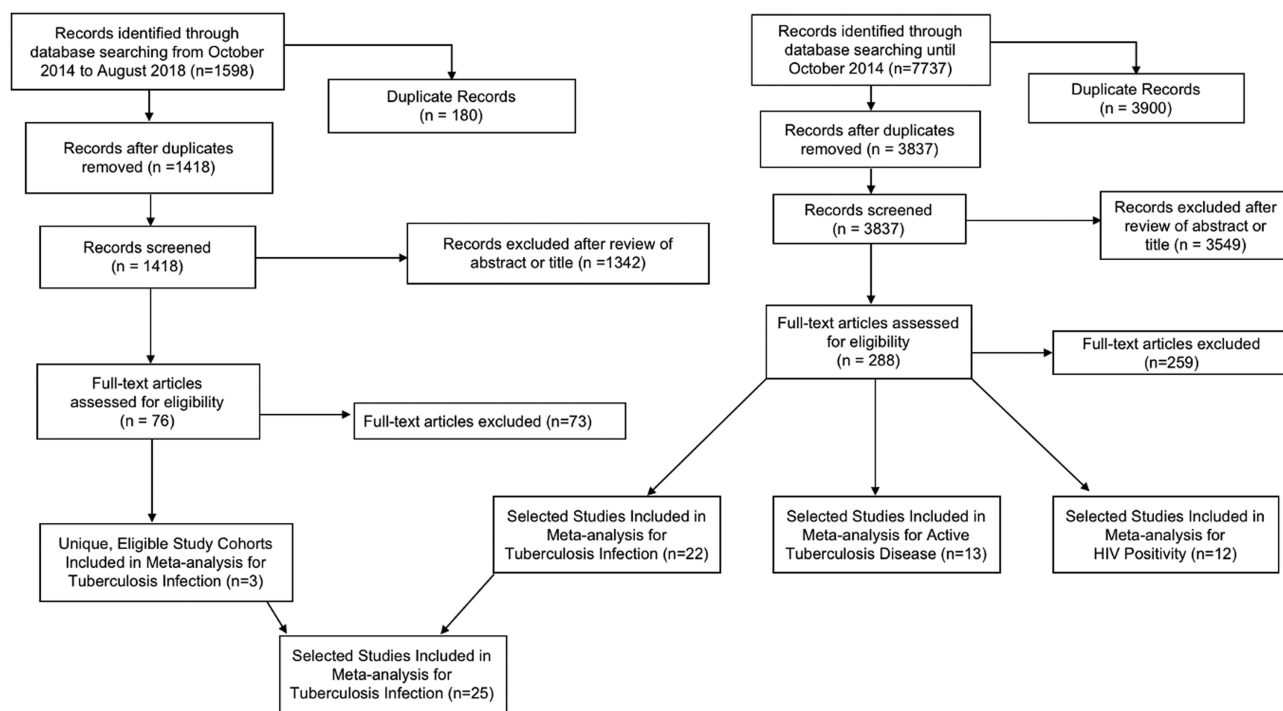 Records identified through
database searching from October
2014 to August 2018 (n=1598)
Duplicate Records
(n = 180)
Records after duplicates
removed (n =1418)
Records screened
(n = 1418)
Records excluded after review of
abstract or title (n =1342)
Full-text articles
assessed for eligibility
(n = 76)
Full-text articles excluded (n=73)
Unique, Eligible Study Cohorts
Included in Meta-analysis for
Tuberculosis Infection (n=3)
Records identified through
database searching until
October 2014 (n=7737)
Duplicate Records
n = 3900)
Records after duplicates
removed (n = 3837)
Records screened
(n = 3837)
Records excluded after
review of abstract or
title (n = 3549)
Full-text articles assessed
for eligibility
(n = 288)
Full-text articles excluded
(n=259)
Selected Studies Included in
Meta-analysis for
Tuberculosis Infection (n=22)
Selected Studies Included in
Meta-analysis for Active
Tuberculosis Disease (n=13)
Selected Studies Included in
Meta-analysis for
HIV Positivity (n=12)
Selected Studies Included in
Meta-analysis for
Tuberculosis Infection (n=25)